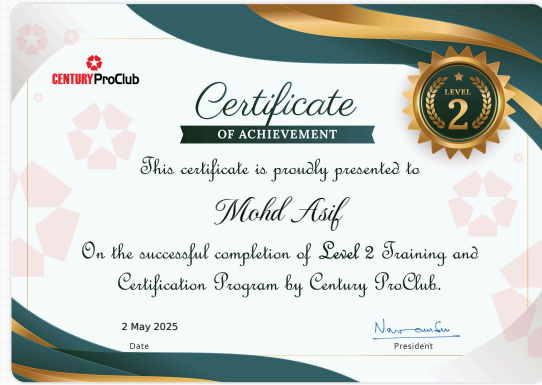 CENTURY ProClub
Certificate
OF ACHIEVEMENT
LEVEL
2
This certificate is proudly presented to
Mohd Asif
On the successful completion of Level 2 Training and
Certification Program by Century ProClub.
2 May 2025
Date
President